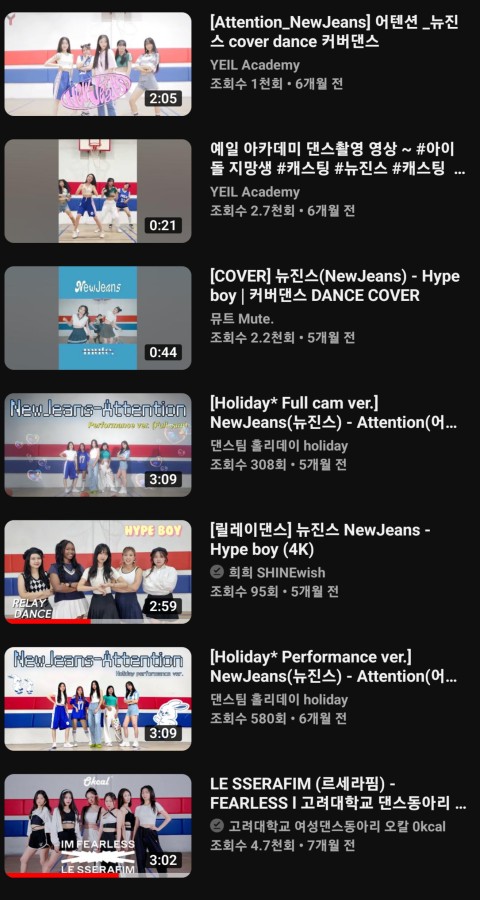 2:05
[Attention_NewJeans] 어텐션 _뉴진
스 cover dance 커버댄스
YEIL Academy
조회수 1천회 • 6개월 전
0:21
예일 아카데미 댄스촬영 영상 ~ #아이
돌 지망생 #캐스팅 #뉴진스 #캐스팅 ...
YEIL Academy
조회수 2.7천회 • 6개월 전
NewJeans
mute.
0:44
[COVER] 뉴진스(NewJeans) - Hype
boy | 커버댄스 DANCE COVER
뮤트 Mute.
조회수 2.2천회 • 5개월 전
NewJeans-Attention
Performance ver. (Full cam)
3:09
[Holiday* Full cam ver.]
NewJeans(뉴진스) - Attention(어...
댄스팀 홀리데이 holiday
조회수 308회 • 5개월 전
HYPE BOY
RELAY
DANCE
2:59
[릴레이댄스] 뉴진스 NewJeans -
Hype boy (4K)
희희 SHINEwish
조회수 95회 • 5개월 전
NewJeans-Attention
Holiday performance ver.
3:09
[Holiday* Performance ver.]
NewJeans(뉴진스) - Attention(어...
댄스팀 홀리데이 holiday
조회수 580회 • 6개월 전
Okcal
IM FEARLESS
LE SSERAFIM
3:02
LE SSERAFIM (르세라핌) -
FEARLESS l 고려대학교 댄스동아리 ...
고려대학교 여성댄스동아리 오칼 0kcal
조회수 4.7천회 • 7개월 전